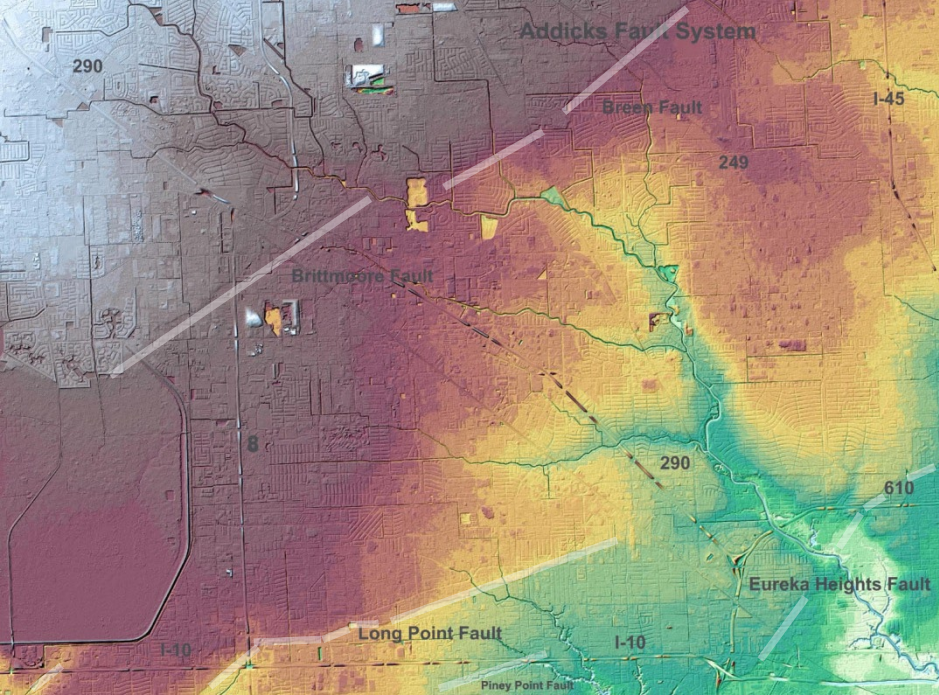 Addicks Fault System
290
I-45
Breen Fault
249
Brittmoore Fault
8
290
610
Eureka Heights Fault
Long Point Fault
I-10
I-10
Piney Point Fault